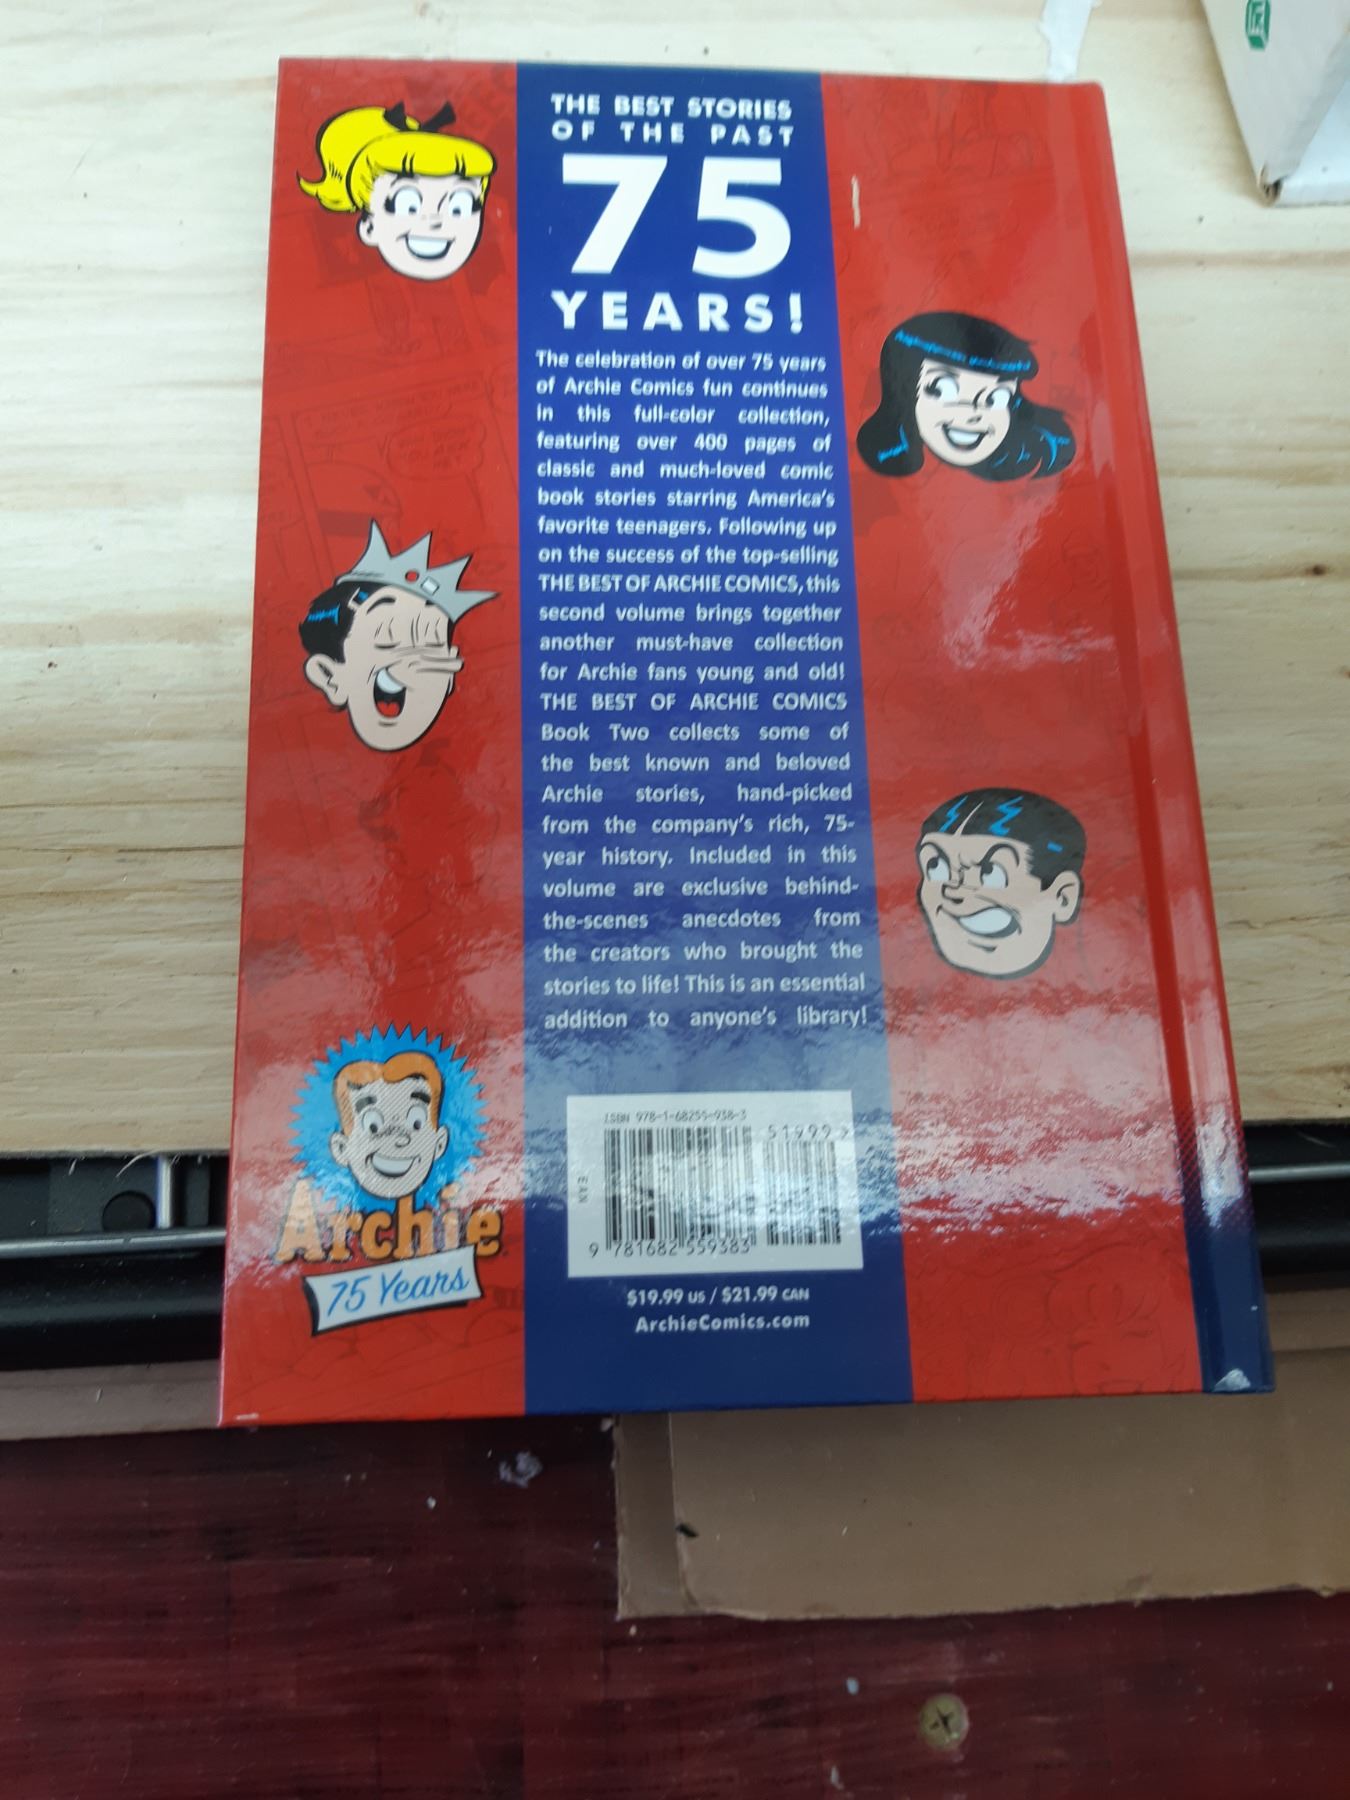 THE BEST STORIES
OF THE PAST
75
YEARS!
The celebration of over 75 years
of Archie Comics fun continues
in this full-color collection,
featuring over 400 pages of
classic and much-loved comic
book stories starring America's
favorite teenagers. Following up
on the success of the top-selling
THE BEST OF ARCHIE COMICS, this
second volume brings together
another must-have collection
for Archie fans young and old!
THE BEST OF ARCHIE COMICS
Book Two collects some of
the best known and beloved
Archie stories, hand-picked
from the company's rich, 75-
year history. Included in this
volume are exclusive behind-
the-scenes anecdotes from
the creators who brought the
stories to life! This is an essential
addition to anyone's library!
Archie
75 Years
ISBN 978-1-68255-938-3
51999>
EAN
9 781682 559383
$19.99 US / $21.99 CAN
ArchieComics.com